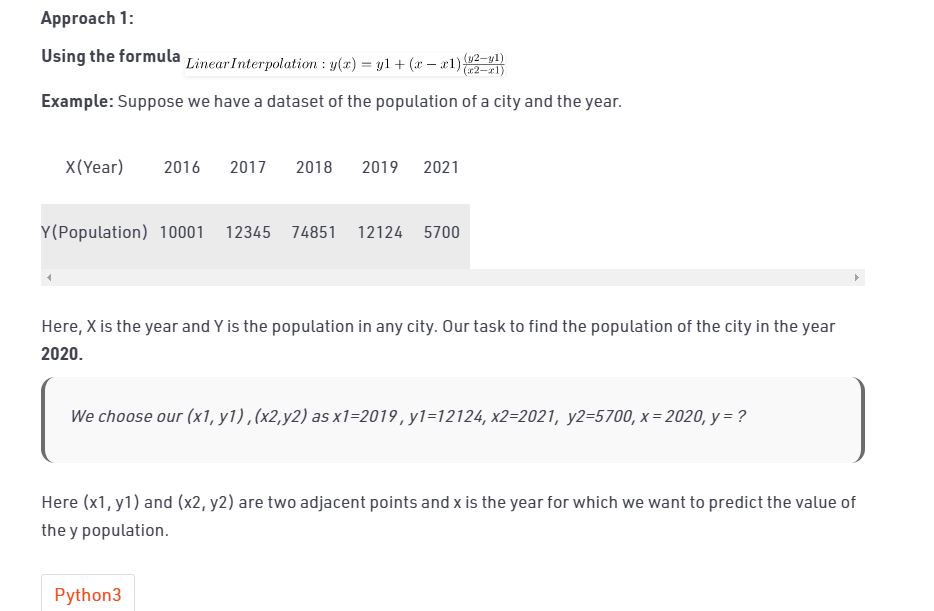 Approach 1:
Using the formula LinearInterpolation : y(x) = y1 + (x − x1) (y2−y1)/(x2−x1)
Example: Suppose we have a dataset of the population of a city and the year.
X(Year) 2016 2017 2018 2019 2021
Y(Population) 10001 12345 74851 12124 5700
Here, X is the year and Y is the population in any city. Our task to find the population of the city in the year
2020.
We choose our (x1, y1) ,(x2,y2) as x1=2019 , y1=12124, x2=2021, y2=5700, x = 2020, y = ?
Here (x1, y1) and (x2, y2) are two adjacent points and x is the year for which we want to predict the value of
the y population.
Python3